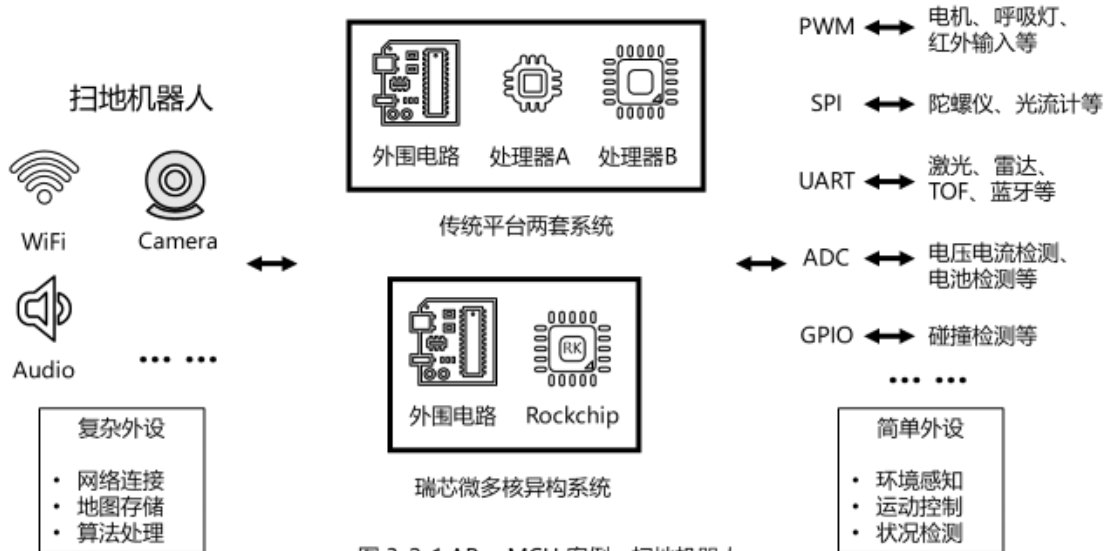 扫地机器人
WiFi
Camera
Audio
... ...
复杂外设
• 网络连接
• 地图存储
• 算法处理
外围电路
处理器A
处理器B
传统平台两套系统
RK
外围电路
Rockchip
瑞芯微多核异构系统
PWM
电机、呼吸灯、
红外输入等
SPI
陀螺仪、光流计等
UART
激光、雷达、
TOF、蓝牙等
ADC
电压电流检测、
电池检测等
GPIO
碰撞检测等
... ...
简单外设
• 环境感知
• 运动控制
• 状况检测